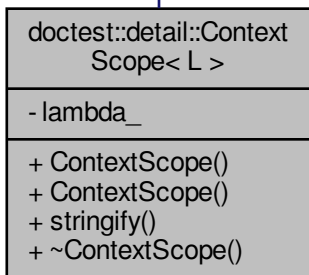 doctest::detail::Context
Scope< L >
- lambda_
+ ContextScope()
+ ContextScope()
+ stringify()
+ ~ContextScope()